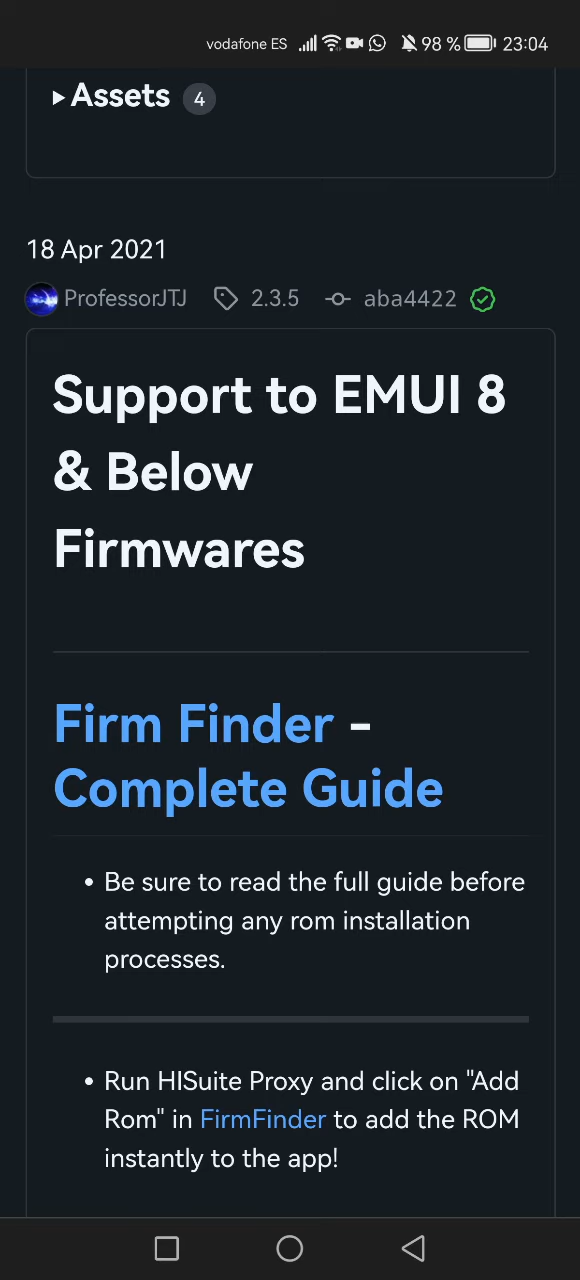 vodafone ES 98 % 23:04
Assets 4
18 Apr 2021
ProfessorJTJ 2.3.5 aba4422
Support to EMUI 8
& Below
Firmwares
Firm Finder -
Complete Guide
• Be sure to read the full guide before
attempting any rom installation
processes.
• Run HISuite Proxy and click on "Add
Rom" in FirmFinder to add the ROM
instantly to the app!